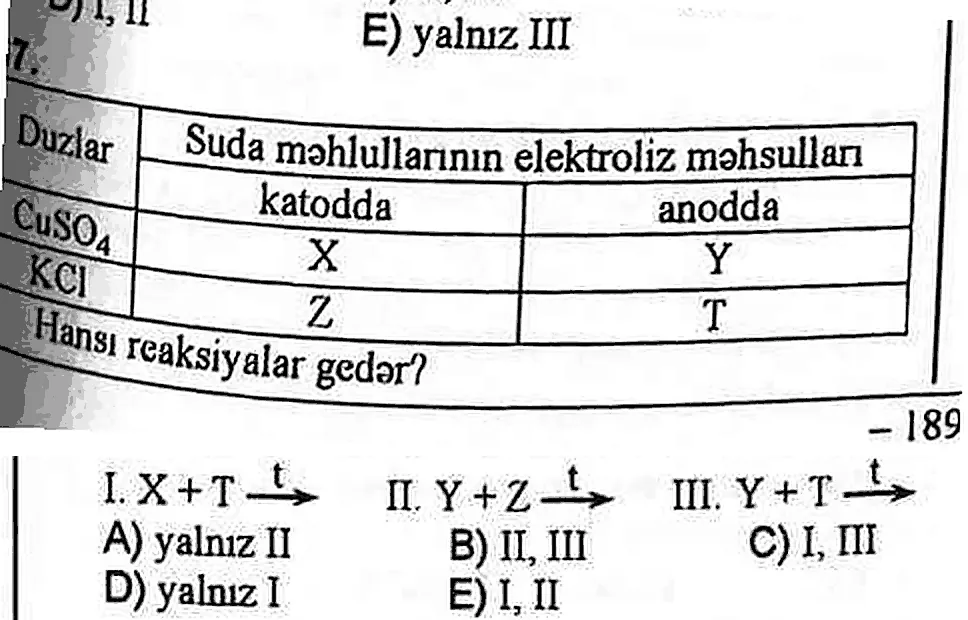 D) I, II
E) yalnız III
7.
Duzlar
Suda məhlullarının elektroliz məhsulları
katodda
anodda
CuSO₄
X
Y
KCl
Z
T
Hansı reaksiyalar gedər?
– 189
I. X + T —t→ II. Y + Z —t→ III. Y + T —t→
A) yalnız II B) II, III C) I, III
D) yalnız I E) I, II